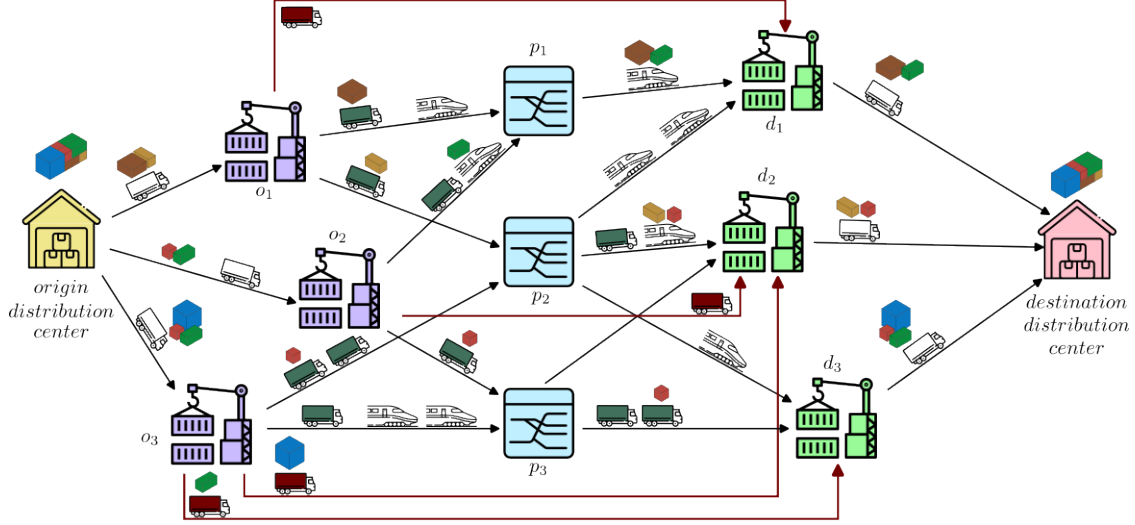 p₁
d₁
o₁
d₂
o₂
p₂
origin
distribution
center
destination
distribution
center
d₃
o₃
p₃